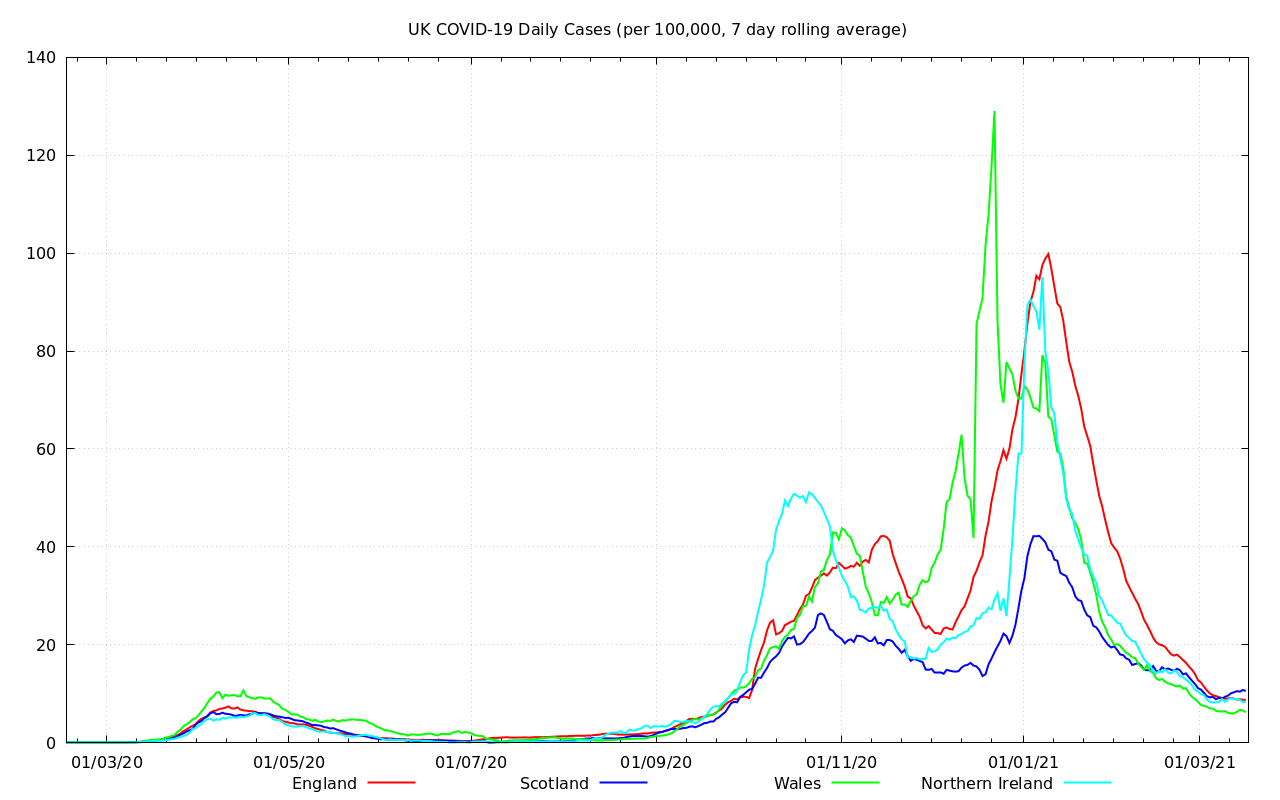 UK COVID-19 Daily Cases (per 100,000, 7 day rolling average)
140
120
100
80
60
40
20
0
01/03/20 01/05/20 01/07/20 01/09/20 01/11/20 01/01/21 01/03/21
England Scotland Wales Northern Ireland